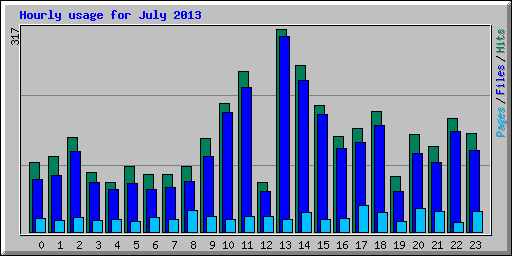 Hourly usage for July 2013
317
Pages/Files/Hits
0 1 2 3 4 5 6 7 8 9 10 11 12 13 14 15 16 17 18 19 20 21 22 23